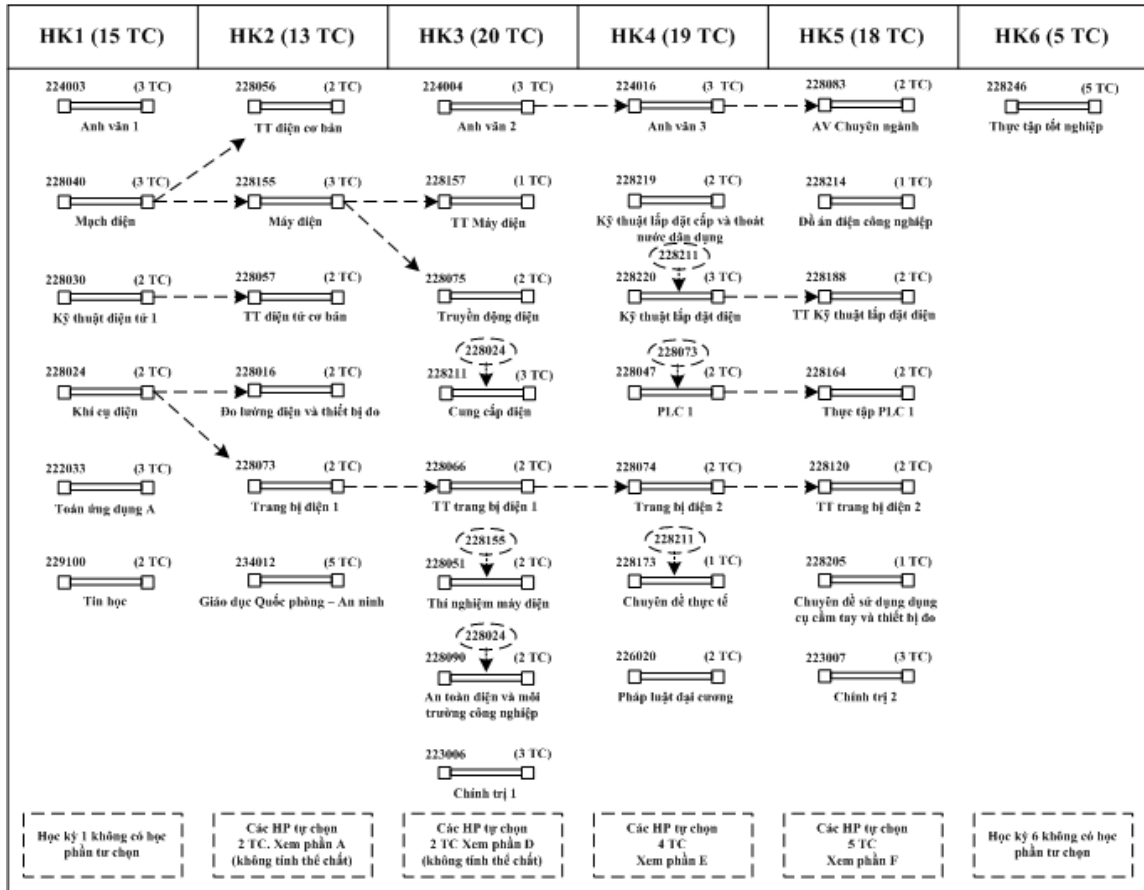 HK1 (15 TC)
HK2 (13 TC)
HK3 (20 TC)
HK4 (19 TC)
HK5 (18 TC)
HK6 (5 TC)
224003 (3 TC)
Anh văn 1
228056 (2 TC)
TT điện cơ bản
224004 (3 TC)
Anh văn 2
224016 (3 TC)
Anh văn 3
228083 (2 TC)
AV Chuyên ngành
228246 (5 TC)
Thực tập tốt nghiệp
228040 (3 TC)
Mạch điện
228155 (3 TC)
Máy điện
228157 (1 TC)
TT Máy điện
228219 (2 TC)
Kỹ thuật lắp đặt cấp và thoát
nước dân dụng
228214 (1 TC)
Đồ án điện công nghiệp
228030 (2 TC)
Kỹ thuật điện tử 1
228057 (2 TC)
TT điện tử cơ bản
228075 (2 TC)
Truyền động điện
228211
228220 (3 TC)
Kỹ thuật lắp đặt điện
228188 (2 TC)
TT Kỹ thuật lắp đặt điện
228024 (2 TC)
Khí cụ điện
228016 (2 TC)
Đo lường điện và thiết bị đo
228024
228211 (3 TC)
Cung cấp điện
228073
228047 (2 TC)
PLC 1
228164 (2 TC)
Thực tập PLC 1
222033 (3 TC)
Toán ứng dụng A
228073 (2 TC)
Trang bị điện 1
228066 (2 TC)
TT trang bị điện 1
228074 (2 TC)
Trang bị điện 2
228120 (2 TC)
TT trang bị điện 2
229100 (2 TC)
Tin học
234012 (5 TC)
Giáo dục Quốc phòng – An ninh
228155
228051 (2 TC)
Thí nghiệm máy điện
228211
228173 (1 TC)
Chuyên đề thực tế
228205 (1 TC)
Chuyên đề sử dụng dụng
cụ cầm tay và thiết bị đo
228024
228090 (2 TC)
An toàn điện và môi
trường công nghiệp
226020 (2 TC)
Pháp luật đại cương
223007 (3 TC)
Chính trị 2
223006 (3 TC)
Chính trị 1
Học kỳ 1 không có học
phần tư chọn
Các HP tự chọn
2 TC. Xem phần A
(không tính thể chất)
Các HP tự chọn
2 TC Xem phần D
(không tính thể chất)
Các HP tự chọn
4 TC
Xem phần E
Các HP tự chọn
5 TC
Xem phần F
Học kỳ 6 không có học
phần tư chọn